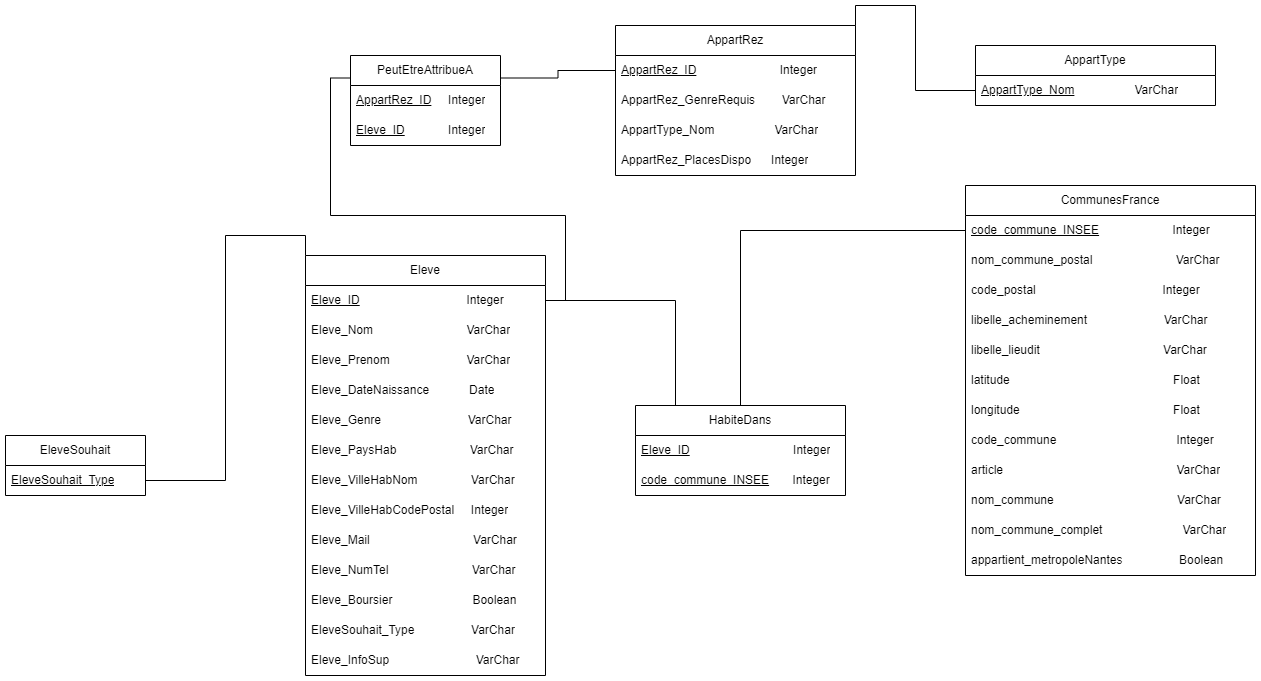 AppartRez
AppartRez_ID Integer
AppartRez_GenreRequis VarChar
AppartType_Nom VarChar
AppartRez_PlacesDispo Integer
AppartType
AppartType_Nom VarChar
PeutEtreAttribueA
AppartRez_ID Integer
Eleve_ID Integer
CommunesFrance
code_commune_INSEE Integer
nom_commune_postal VarChar
code_postal Integer
libelle_acheminement VarChar
libelle_lieudit VarChar
latitude Float
longitude Float
code_commune Integer
article VarChar
nom_commune VarChar
nom_commune_complet VarChar
appartient_metropoleNantes Boolean
Eleve
Eleve_ID Integer
Eleve_Nom VarChar
Eleve_Prenom VarChar
Eleve_DateNaissance Date
Eleve_Genre VarChar
Eleve_PaysHab VarChar
Eleve_VilleHabNom VarChar
Eleve_VilleHabCodePostal Integer
Eleve_Mail VarChar
Eleve_NumTel VarChar
Eleve_Boursier Boolean
EleveSouhait_Type VarChar
Eleve_InfoSup VarChar
HabiteDans
Eleve_ID Integer
code_commune_INSEE Integer
EleveSouhait
EleveSouhait_Type